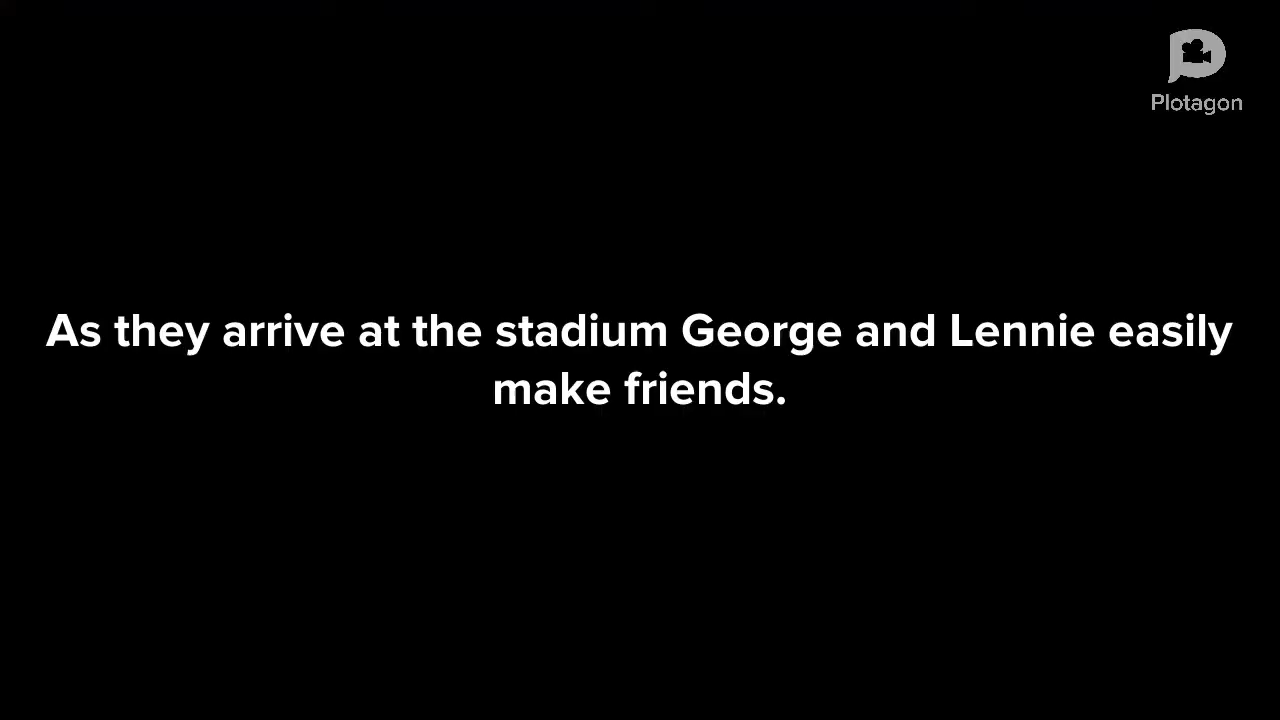 Plotagon
As they arrive at the stadium George and Lennie easily
make friends.